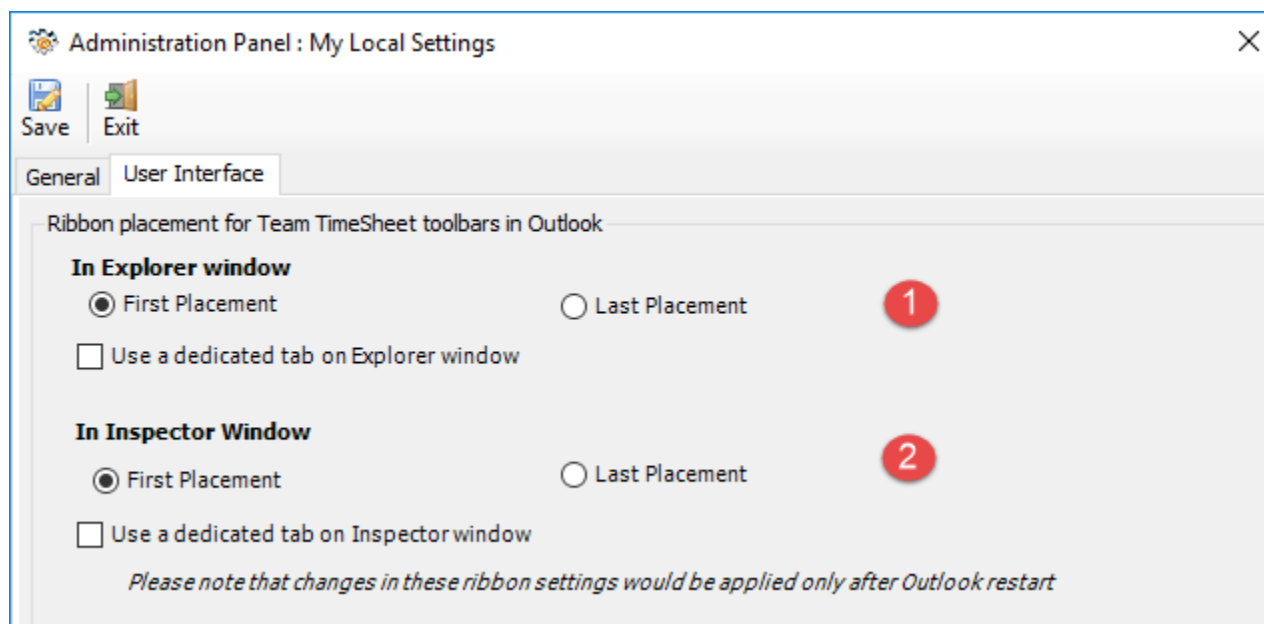 Administration Panel : My Local Settings
Save Exit
General User Interface
Ribbon placement for Team TimeSheet toolbars in Outlook
In Explorer window
First Placement Last Placement 1
Use a dedicated tab on Explorer window
In Inspector Window
First Placement Last Placement 2
Use a dedicated tab on Inspector window
Please note that changes in these ribbon settings would be applied only after Outlook restart